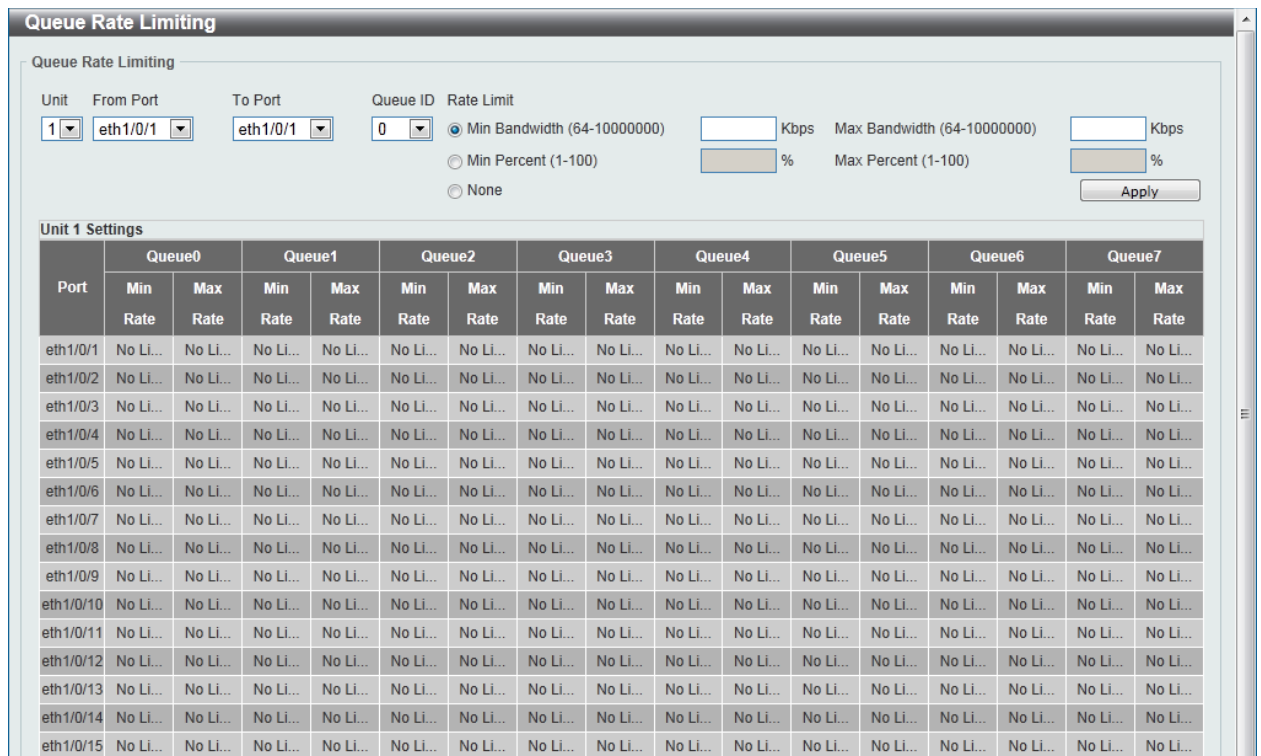 Queue Rate Limiting
Queue Rate Limiting
Unit From Port To Port Queue ID Rate Limit
1 eth1/0/1 eth1/0/1 0 Min Bandwidth (64-10000000) Kbps Max Bandwidth (64-10000000) Kbps
Min Percent (1-100) % Max Percent (1-100) %
None Apply
Unit 1 Settings
Port Queue0 Queue1 Queue2 Queue3 Queue4 Queue5 Queue6 Queue7
Min Max Min Max Min Max Min Max Min Max Min Max Min Max Min Max
Rate Rate Rate Rate Rate Rate Rate Rate Rate Rate Rate Rate Rate Rate Rate Rate
eth1/0/1 No Li... No Li... No Li... No Li... No Li... No Li... No Li... No Li... No Li... No Li... No Li... No Li... No Li... No Li... No Li... No Li...
eth1/0/2 No Li... No Li... No Li... No Li... No Li... No Li... No Li... No Li... No Li... No Li... No Li... No Li... No Li... No Li... No Li... No Li...
eth1/0/3 No Li... No Li... No Li... No Li... No Li... No Li... No Li... No Li... No Li... No Li... No Li... No Li... No Li... No Li... No Li... No Li...
eth1/0/4 No Li... No Li... No Li... No Li... No Li... No Li... No Li... No Li... No Li... No Li... No Li... No Li... No Li... No Li... No Li... No Li...
eth1/0/5 No Li... No Li... No Li... No Li... No Li... No Li... No Li... No Li... No Li... No Li... No Li... No Li... No Li... No Li... No Li... No Li...
eth1/0/6 No Li... No Li... No Li... No Li... No Li... No Li... No Li... No Li... No Li... No Li... No Li... No Li... No Li... No Li... No Li... No Li...
eth1/0/7 No Li... No Li... No Li... No Li... No Li... No Li... No Li... No Li... No Li... No Li... No Li... No Li... No Li... No Li... No Li... No Li...
eth1/0/8 No Li... No Li... No Li... No Li... No Li... No Li... No Li... No Li... No Li... No Li... No Li... No Li... No Li... No Li... No Li... No Li...
eth1/0/9 No Li... No Li... No Li... No Li... No Li... No Li... No Li... No Li... No Li... No Li... No Li... No Li... No Li... No Li... No Li... No Li...
eth1/0/10 No Li... No Li... No Li... No Li... No Li... No Li... No Li... No Li... No Li... No Li... No Li... No Li... No Li... No Li... No Li... No Li...
eth1/0/11 No Li... No Li... No Li... No Li... No Li... No Li... No Li... No Li... No Li... No Li... No Li... No Li... No Li... No Li... No Li... No Li...
eth1/0/12 No Li... No Li... No Li... No Li... No Li... No Li... No Li... No Li... No Li... No Li... No Li... No Li... No Li... No Li... No Li... No Li...
eth1/0/13 No Li... No Li... No Li... No Li... No Li... No Li... No Li... No Li... No Li... No Li... No Li... No Li... No Li... No Li... No Li... No Li...
eth1/0/14 No Li... No Li... No Li... No Li... No Li... No Li... No Li... No Li... No Li... No Li... No Li... No Li... No Li... No Li... No Li... No Li...
eth1/0/15 No Li... No Li... No Li... No Li... No Li... No Li... No Li... No Li... No Li... No Li... No Li... No Li... No Li... No Li... No Li... No Li...